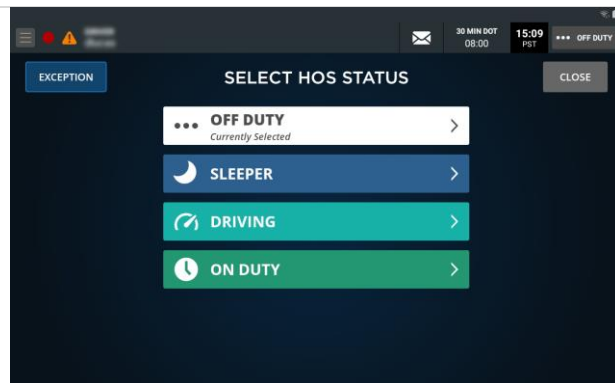 30 MIN DOT
08:00
15:09
PST
OFF DUTY
EXCEPTION
SELECT HOS STATUS
CLOSE
OFF DUTY
Currently Selected
SLEEPER
DRIVING
ON DUTY